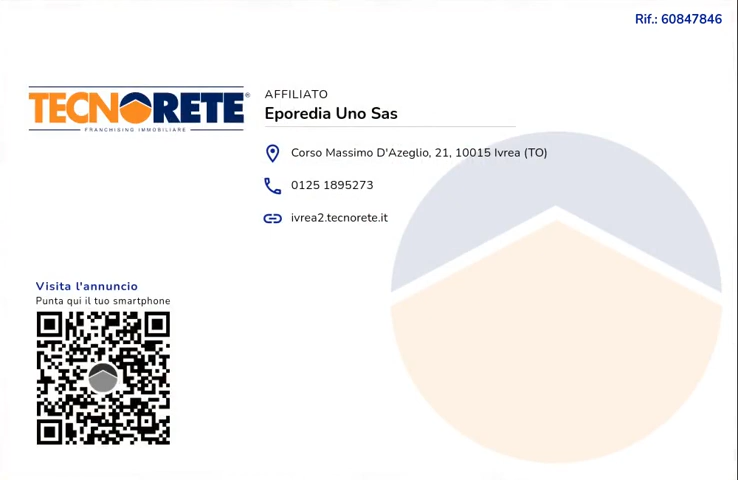 Rif.: 60847846
TECNORETE®
FRANCHISING IMMOBILIARE
AFFILIATO
Eporedia Uno Sas
Corso Massimo D'Azeglio, 21, 10015 Ivrea (TO)
0125 1895273
ivrea2.tecnorete.it
Visita l'annuncio
Punta qui il tuo smartphone